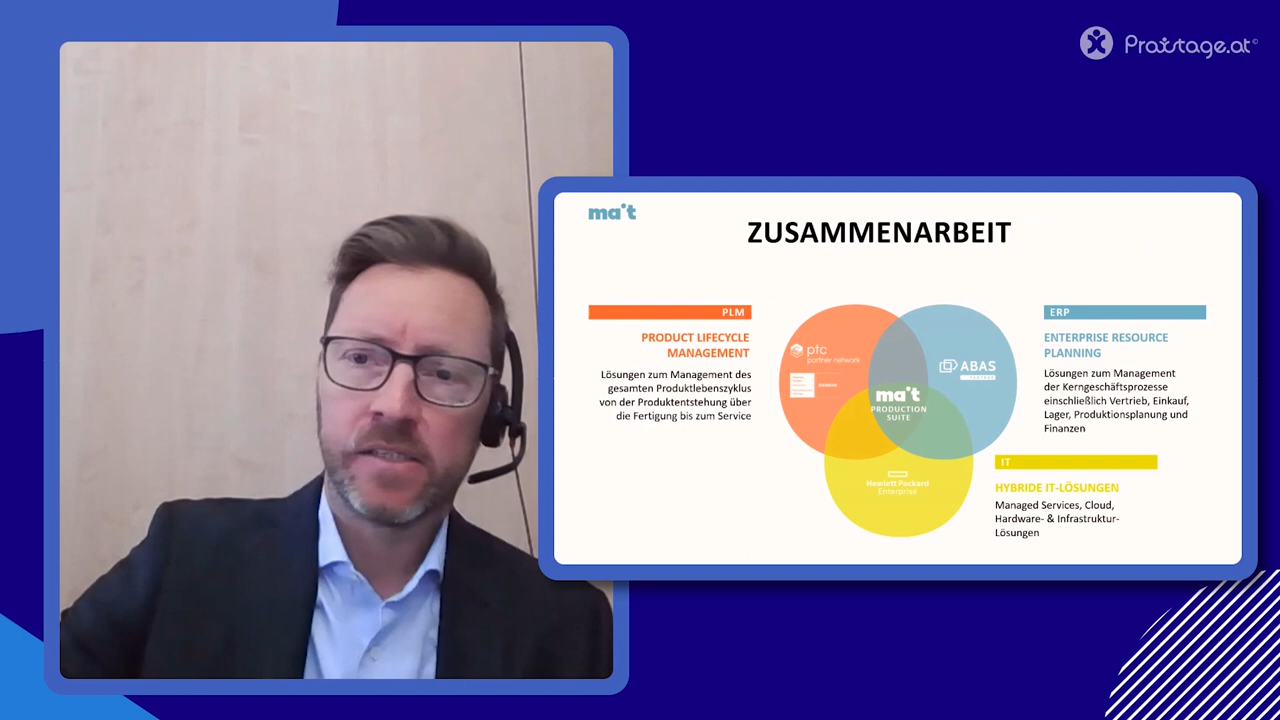 Praxistage.at
ma·t
ZUSAMMENARBEIT
PLM
PRODUCT LIFECYCLE
MANAGEMENT
Lösungen zum Management des
gesamten Produktlebenszyklus
von der Produktentstehung über
die Fertigung bis zum Service
ptc
partner network
ABAS
ma·t
PRODUCTION
SUITE
Hewlett Packard
Enterprise
ERP
ENTERPRISE RESOURCE
PLANNING
Lösungen zum Management
der Kerngeschäftsprozesse
einschließlich Vertrieb, Einkauf,
Lager, Produktionsplanung und
Finanzen
IT
HYBRIDE IT-LÖSUNGEN
Managed Services, Cloud,
Hardware- & Infrastruktur-
Lösungen